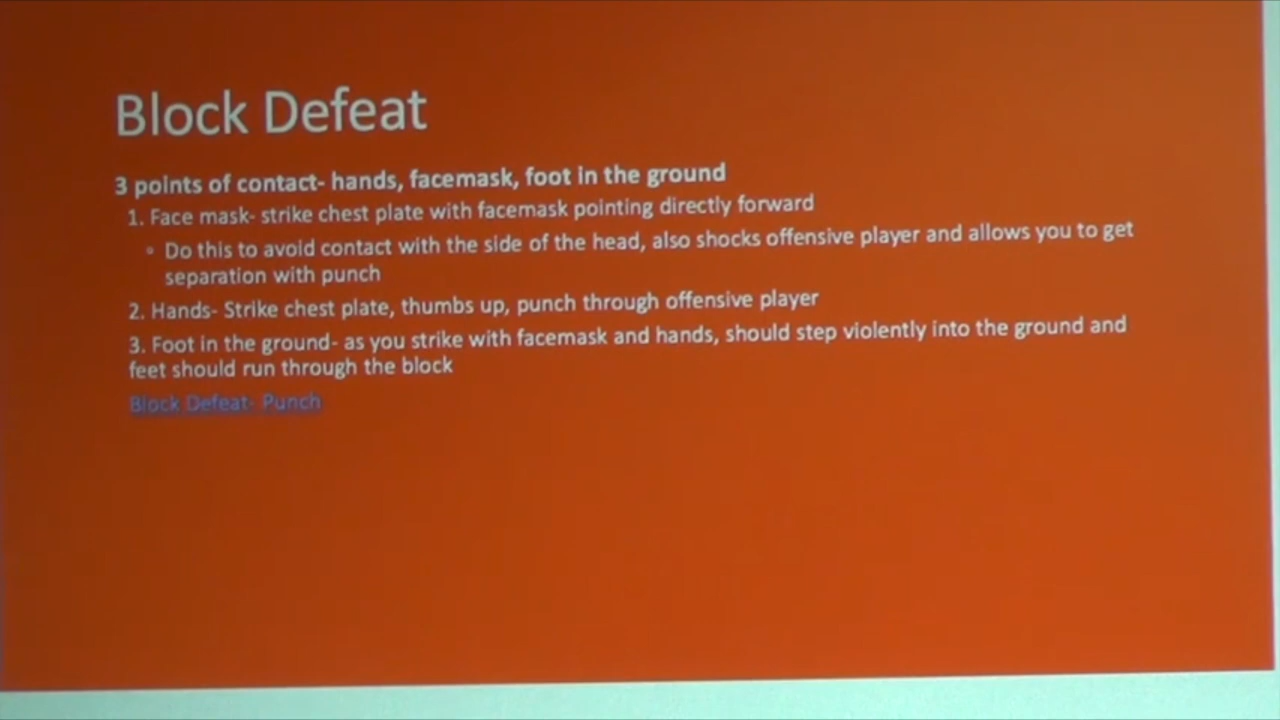 Block Defeat
3 points of contact- hands, facemask, foot in the ground
1. Face mask- strike chest plate with facemask pointing directly forward
◦ Do this to avoid contact with the side of the head, also shocks offensive player and allows you to get
separation with punch
2. Hands- Strike chest plate, thumbs up, punch through offensive player
3. Foot in the ground- as you strike with facemask and hands, should step violently into the ground and
feet should run through the block
Block Defeat- Punch